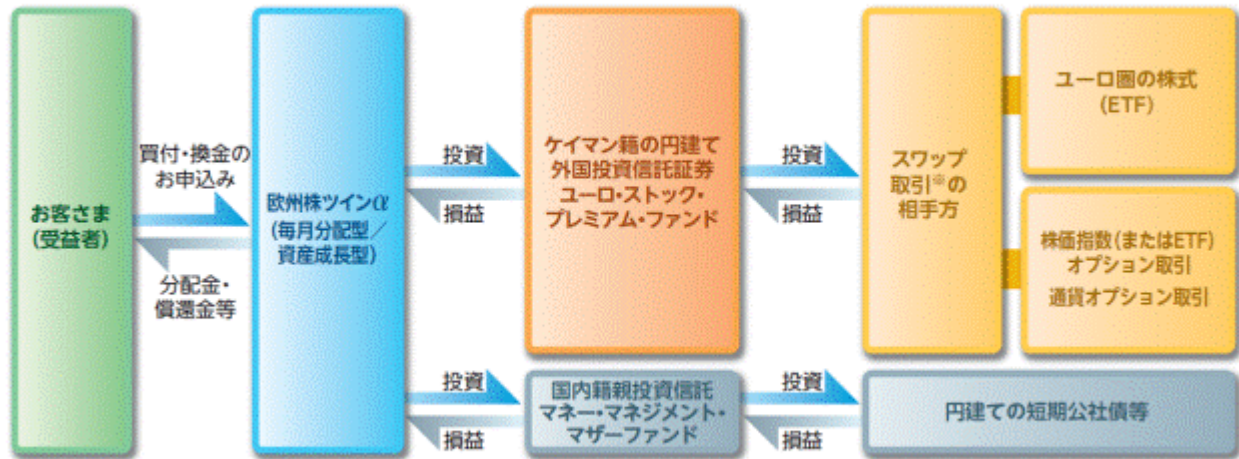 お客さま
(受益者)
買付・換金の
お申込み
分配金・
償還金等
欧州株ツインα
(毎月分配型／
資産成長型)
投資
損益
ケイマン籍の円建て
外国投資信託証券
ユーロ・ストック・
プレミアム・ファンド
投資
損益
スワップ
取引※の
相手方
ユーロ圏の株式
(ETF)
株価指数(またはETF)
オプション取引
通貨オプション取引
投資
損益
国内籍親投資信託
マネー・マネジメント・
マザーファンド
投資
損益
円建ての短期公社債等